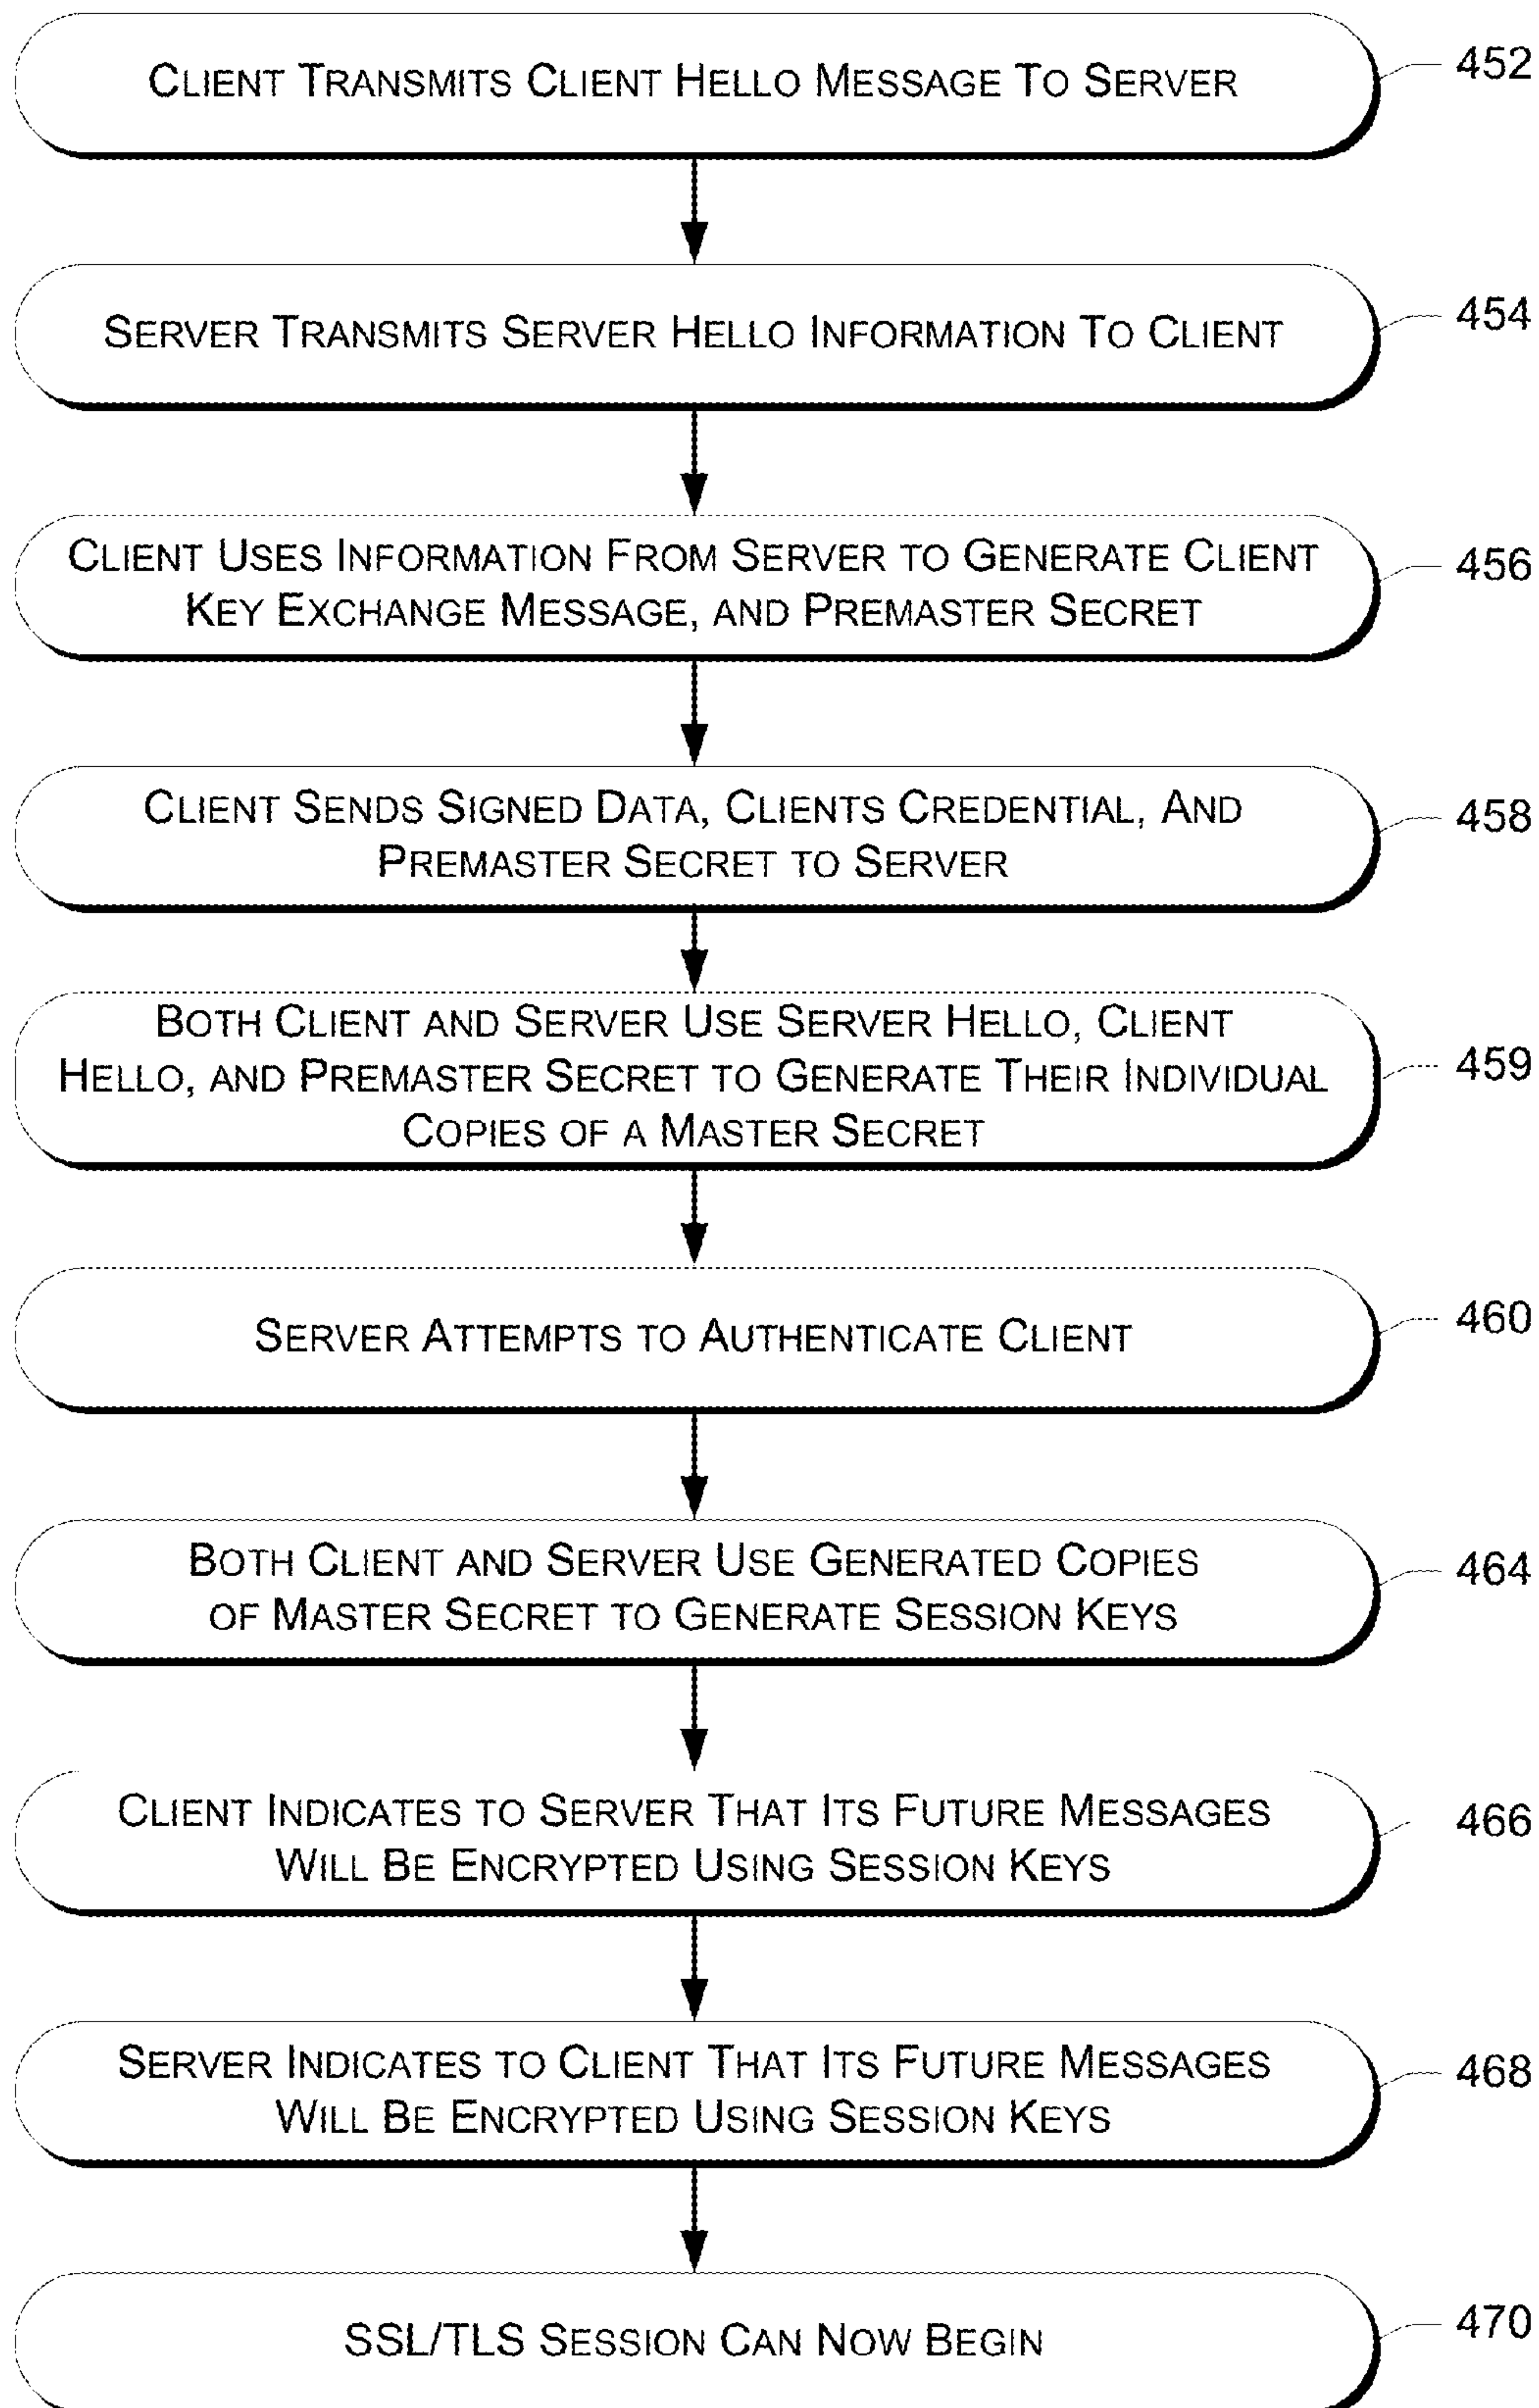 CLIENT TRANSMITS CLIENT HELLO MESSAGE TO SERVER
452
SERVER TRANSMITS SERVER HELLO INFORMATION TO CLIENT
454
CLIENT USES INFORMATION FROM SERVER TO GENERATE CLIENT
KEY EXCHANGE MESSAGE, AND PREMASTER SECRET
456
CLIENT SENDS SIGNED DATA, CLIENTS CREDENTIAL, AND
PREMASTER SECRET TO SERVER
458
BOTH CLIENT AND SERVER USE SERVER HELLO, CLIENT
HELLO, AND PREMASTER SECRET TO GENERATE THEIR INDIVIDUAL
COPIES OF A MASTER SECRET
459
SERVER ATTEMPTS TO AUTHENTICATE CLIENT
460
BOTH CLIENT AND SERVER USE GENERATED COPIES
OF MASTER SECRET TO GENERATE SESSION KEYS
464
CLIENT INDICATES TO SERVER THAT ITS FUTURE MESSAGES
WILL BE ENCRYPTED USING SESSION KEYS
466
SERVER INDICATES TO CLIENT THAT ITS FUTURE MESSAGES
WILL BE ENCRYPTED USING SESSION KEYS
468
SSL/TLS SESSION CAN NOW BEGIN
470